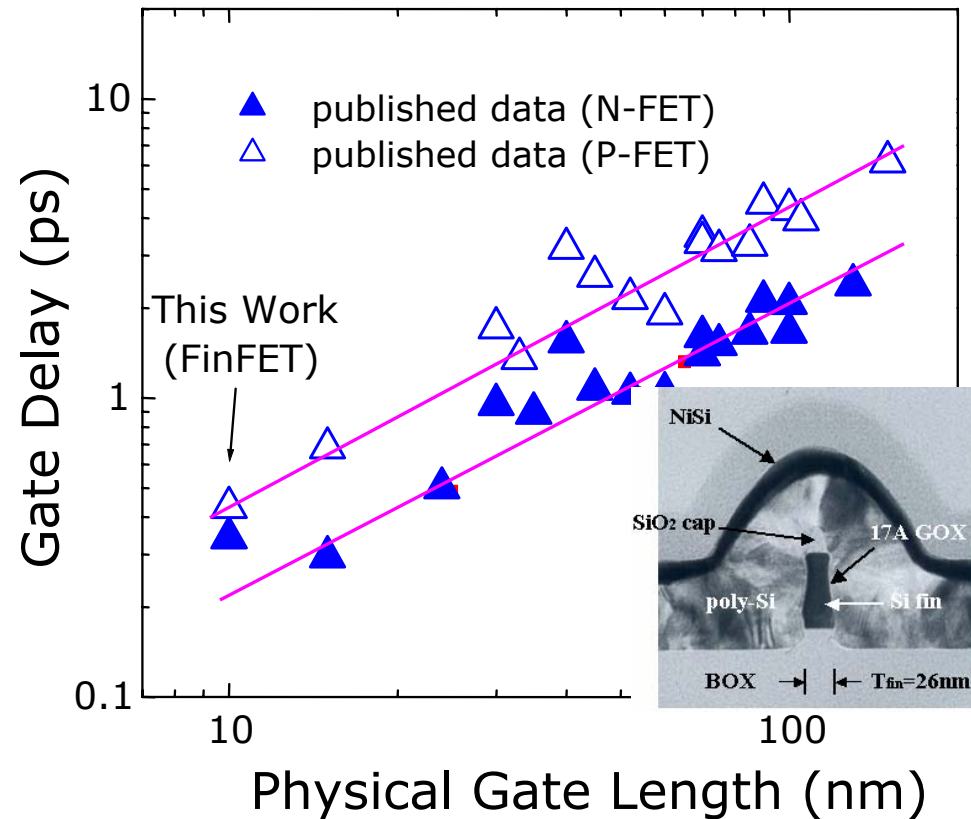 10
published data (N-FET)
published data (P-FET)
Gate Delay (ps)
This Work
(FinFET)
1
NiSi
SiO₂ cap
17A GOX
poly-Si
Si fin
BOX
Tfin=26nm
0.1
10
100
Physical Gate Length (nm)